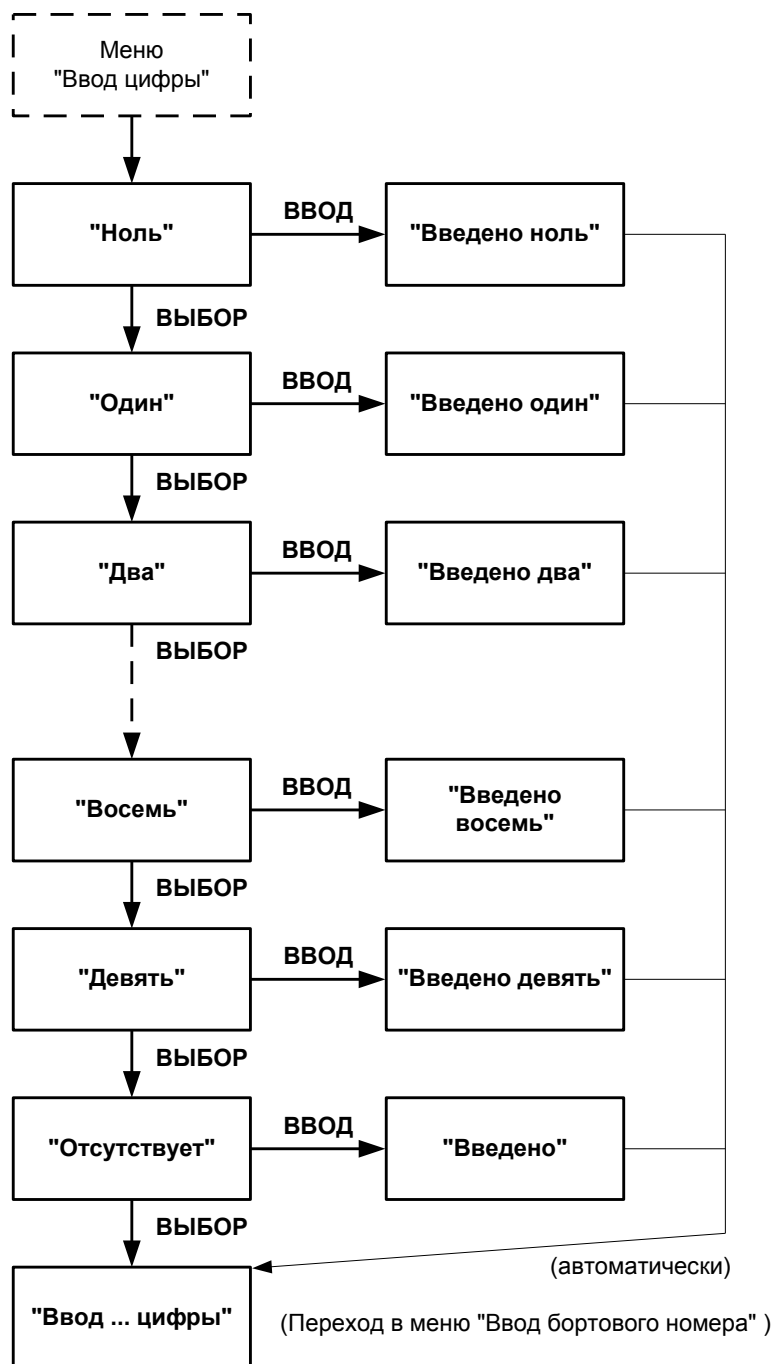 Меню
"Ввод цифры"
"Ноль"
ВВОД
"Введено ноль"
ВЫБОР
"Один"
ВВОД
"Введено один"
ВЫБОР
"Два"
ВВОД
"Введено два"
ВЫБОР
"Восемь"
ВВОД
"Введено
восемь"
ВЫБОР
"Девять"
ВВОД
"Введено девять"
ВЫБОР
"Отсутствует"
ВВОД
"Введено"
ВЫБОР
(автоматически)
"Ввод ... цифры"
(Переход в меню "Ввод бортового номера" )